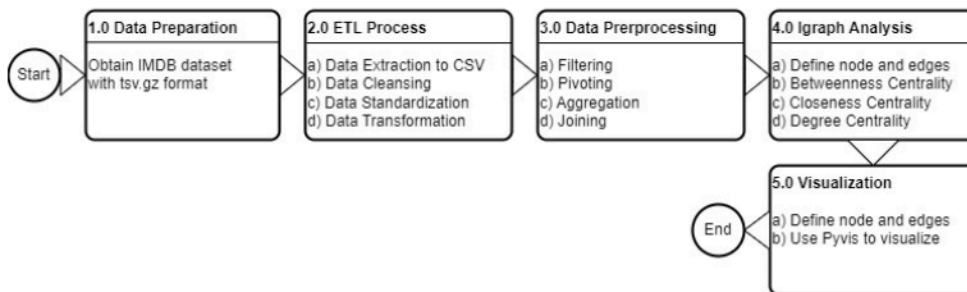 Start
1.0 Data Preparation
Obtain IMDB dataset
with tsv.gz format
2.0 ETL Process
a) Data Extraction to CSV
b) Data Cleansing
c) Data Standardization
d) Data Transformation
3.0 Data Prerprocessing
a) Filtering
b) Pivoting
c) Aggregation
d) Joining
4.0 Igraph Analysis
a) Define node and edges
b) Betweenness Centrality
c) Closeness Centrality
d) Degree Centrality
5.0 Visualization
a) Define node and edges
b) Use Pyvis to visualize
End